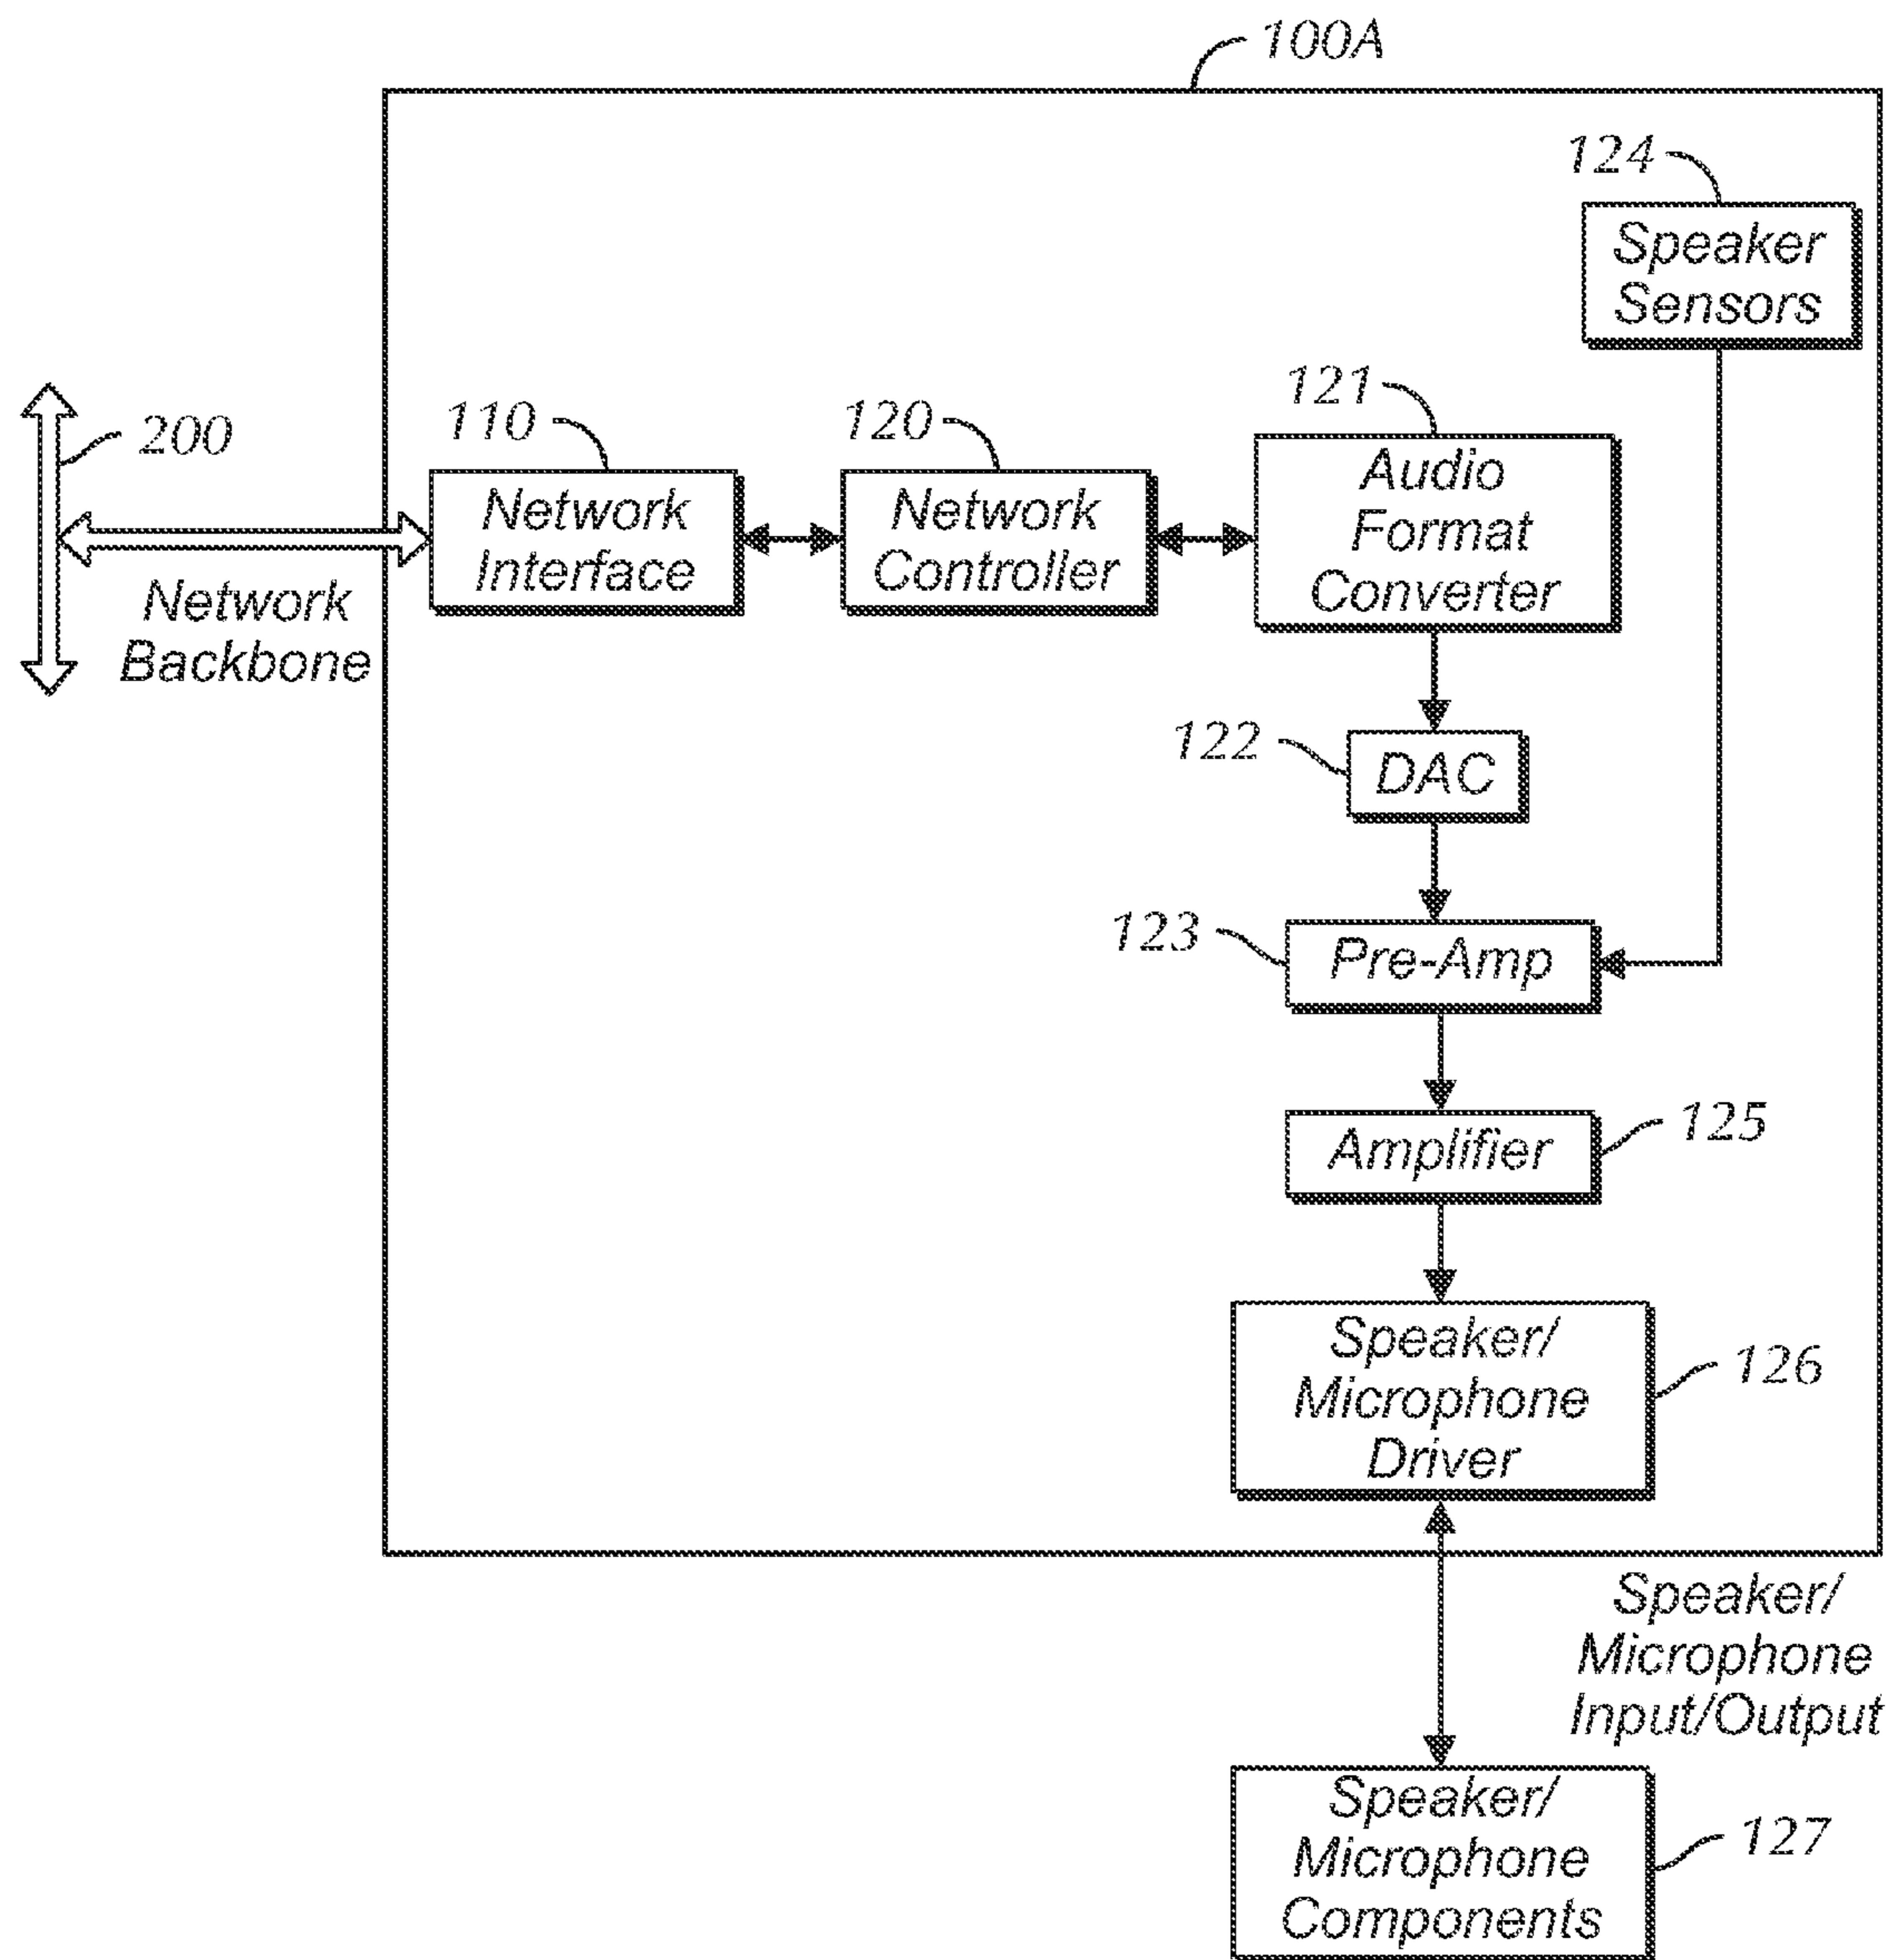 100A
124
Speaker
Sensors
200
110
Network
Interface
120
Network
Controller
121
Audio
Format
Converter
Network
Backbone
122
DAC
123
Pre-Amp
Amplifier
125
Speaker/
Microphone
Driver
126
Speaker/
Microphone
Input/Output
Speaker/
Microphone
Components
127